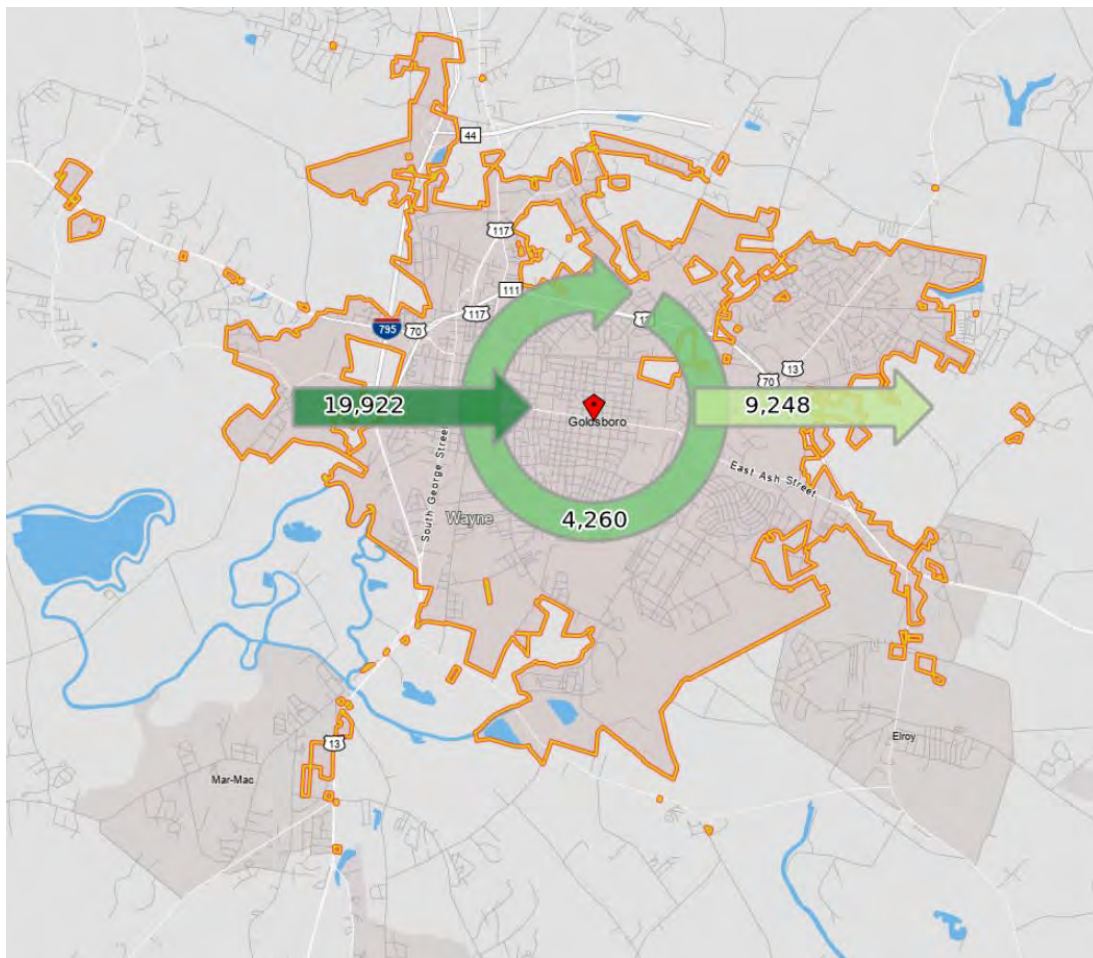 44
117
111
117
795
70
13
70
19,922
9,248
Goldsboro
South George Street
East Ash Street
4,260
Wayne
13
Mar-Mac
Elroy